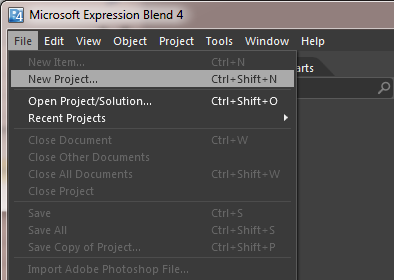 Microsoft Expression Blend 4
File Edit View Object Project Tools Window Help
New Item... Ctrl+N
New Project... Ctrl+Shift+N
Open Project/Solution... Ctrl+Shift+O
Recent Projects
Close Document Ctrl+W
Close Other Documents
Close All Documents Ctrl+Shift+W
Close Project
Save Ctrl+S
Save All Ctrl+Shift+S
Save Copy of Project... Ctrl+Shift+P
Import Adobe Photoshop File...
arts